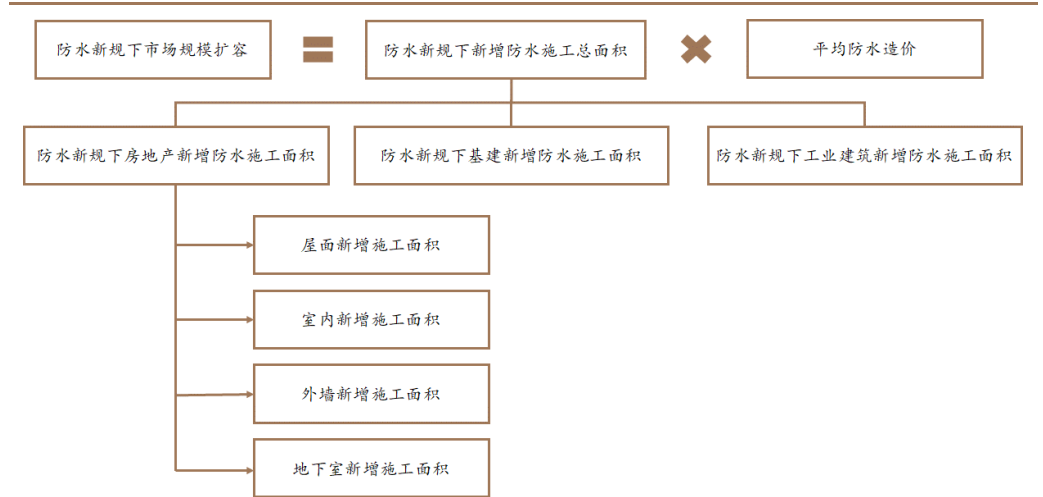 防水新规下市场规模扩容
防水新规下新增防水施工总面积
平均防水造价
防水新规下房地产新增防水施工面积
防水新规下基建新增防水施工面积
防水新规下工业建筑新增防水施工面积
屋面新增施工面积
室内新增施工面积
外墙新增施工面积
地下室新增施工面积